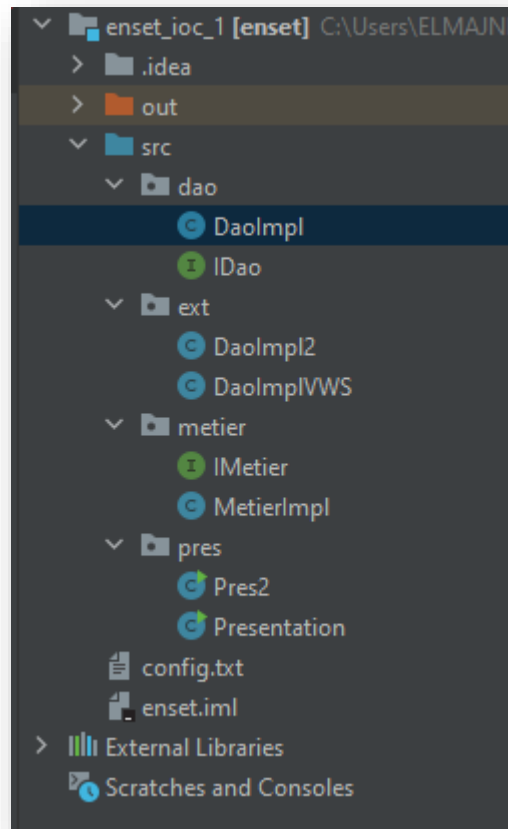 enset_ioc_1 [enset] C:\Users\ELMAJN
.idea
out
src
dao
DaoImpl
IDao
ext
DaoImpl2
DaoImplVWS
metier
IMetier
MetierImpl
pres
Pres2
Presentation
config.txt
enset.iml
External Libraries
Scratches and Consoles